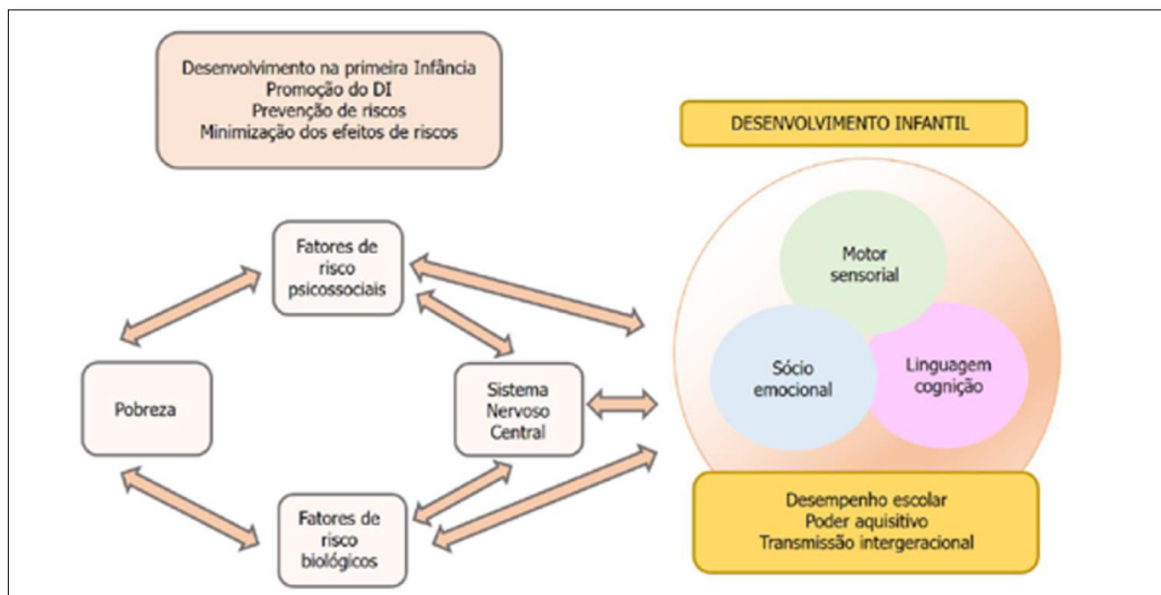 Desenvolvimento na primeira Infância
Promoção do DI
Prevenção de riscos
Minimização dos efeitos de riscos
DESENVOLVIMENTO INFANTIL
Fatores de
risco
psicossociais
Motor
sensorial
Pobreza
Sistema
Nervoso
Central
Sócio
emocional
Linguagem
cognição
Fatores de
risco
biológicos
Desempenho escolar
Poder aquisitivo
Transmissão intergeracional